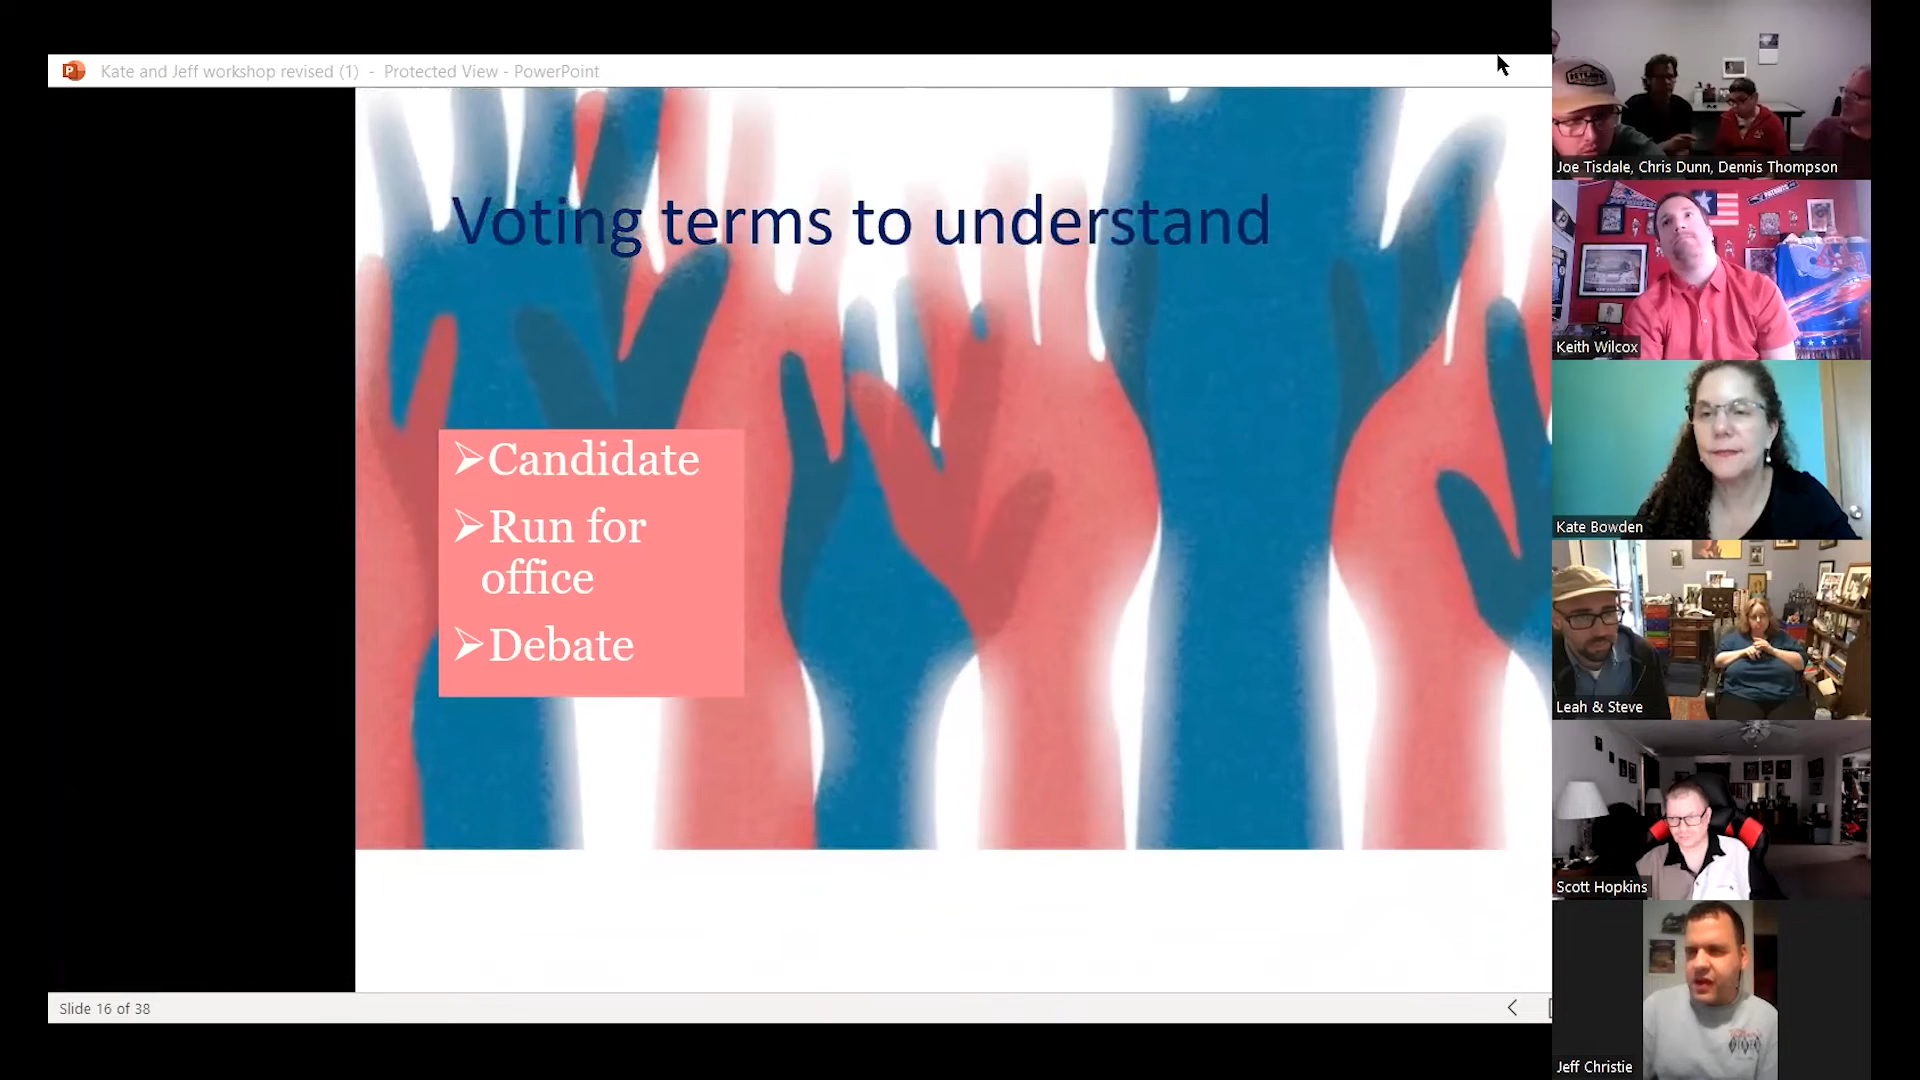 Kate and Jeff workshop revised (1) - Protected View - PowerPoint
Voting terms to understand
➢Candidate
➢Run for
office
➢Debate
Slide 16 of 38
Joe Tisdale, Chris Dunn, Dennis Thompson
PATRIOTS
Keith Wilcox
Kate Bowden
Leah & Steve
Scott Hopkins
Jeff Christie